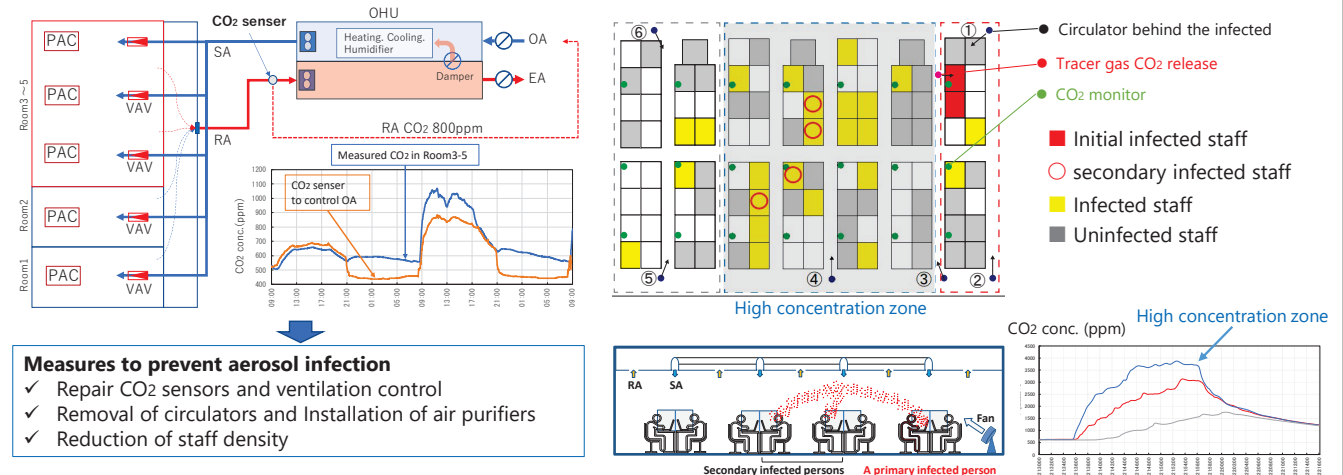 CO2 senser
OHU
PAC
SA
Heating. Cooling.
Humidifier
OA
Damper
EA
PAC
VAV
Room3~5
RA
RA CO2 800ppm
PAC
VAV
Measured CO2 in Room3-5
CO2 senser
to control OA
Room2
PAC
VAV
Room1
PAC
VAV
CO2 conc.(ppm)
1200
1100
1000
900
800
700
600
500
400
09:00
13:00
17:00
21:00
01:00
05:00
09:00
13:00
17:00
21:00
01:00
05:00
09:00
Measures to prevent aerosol infection
✓ Repair CO2 sensors and ventilation control
✓ Removal of circulators and Installation of air purifiers
✓ Reduction of staff density
⑥
①
⑤
④
③
②
High concentration zone
Circulator behind the infected
Tracer gas CO2 release
CO2 monitor
Initial infected staff
secondary infected staff
Infected staff
Uninfected staff
RA
SA
Fan
Secondary infected persons
A primary infected person
CO2 conc. (ppm)
High concentration zone
4500
4000
3500
3000
2500
2000
1500
1000
500
0